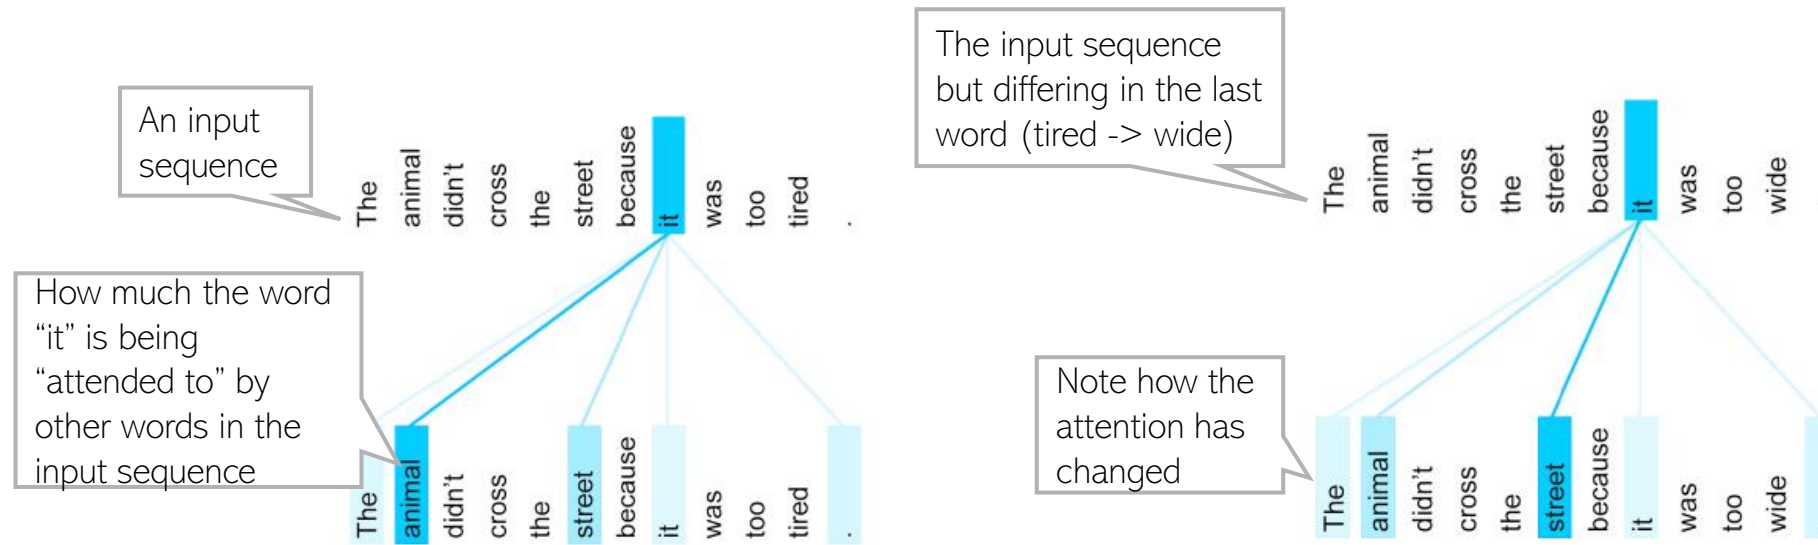 An input
sequence
The animal didn't cross the street because it was too tired .
How much the word
“it” is being
“attended to” by
other words in the
input sequence
The animal didn't cross the street because it was too tired .
The input sequence
but differing in the last
word (tired -> wide)
The animal didn't cross the street because it was too wide
Note how the
attention has
changed
The animal didn't cross the street because it was too wide